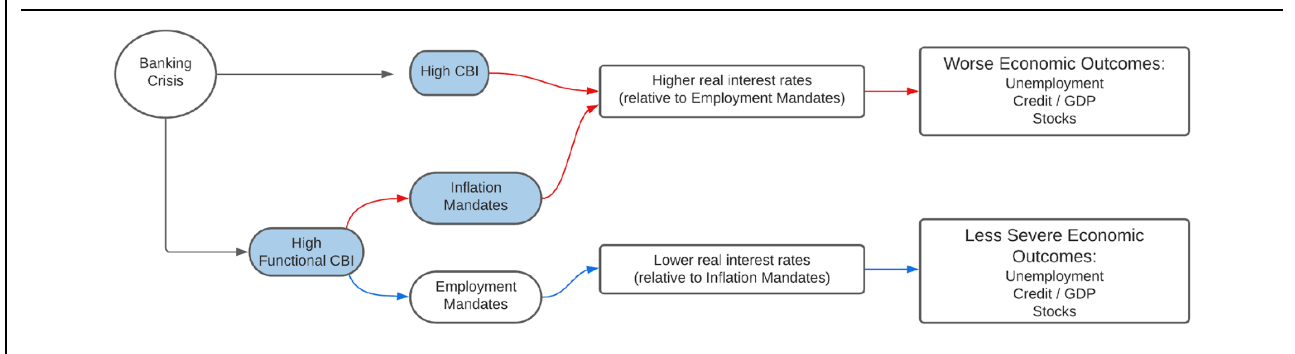 Banking
Crisis
High CBI
Higher real interest rates
(relative to Employment Mandates)
Worse Economic Outcomes:
Unemployment
Credit / GDP
Stocks
Inflation
Mandates
High
Functional CBI
Employment
Mandates
Lower real interest rates
(relative to Inflation Mandates)
Less Severe Economic
Outcomes:
Unemployment
Credit / GDP
Stocks